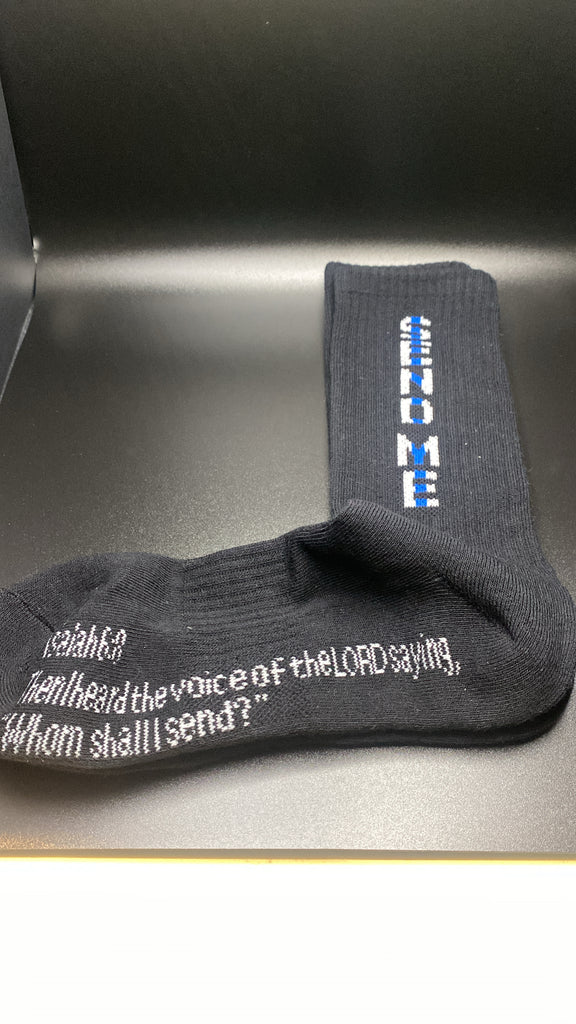 SEND ME
Isaiah 6:8
Then I heard the voice of the LORD saying,
"Whom shall I send?"